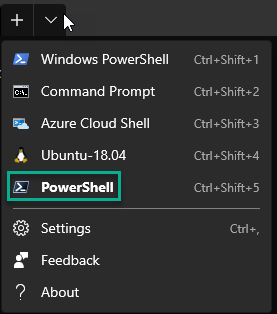 Windows PowerShell Ctrl+Shift+1
Command Prompt Ctrl+Shift+2
Azure Cloud Shell Ctrl+Shift+3
Ubuntu-18.04 Ctrl+Shift+4
PowerShell Ctrl+Shift+5
Settings Ctrl+,
Feedback
About